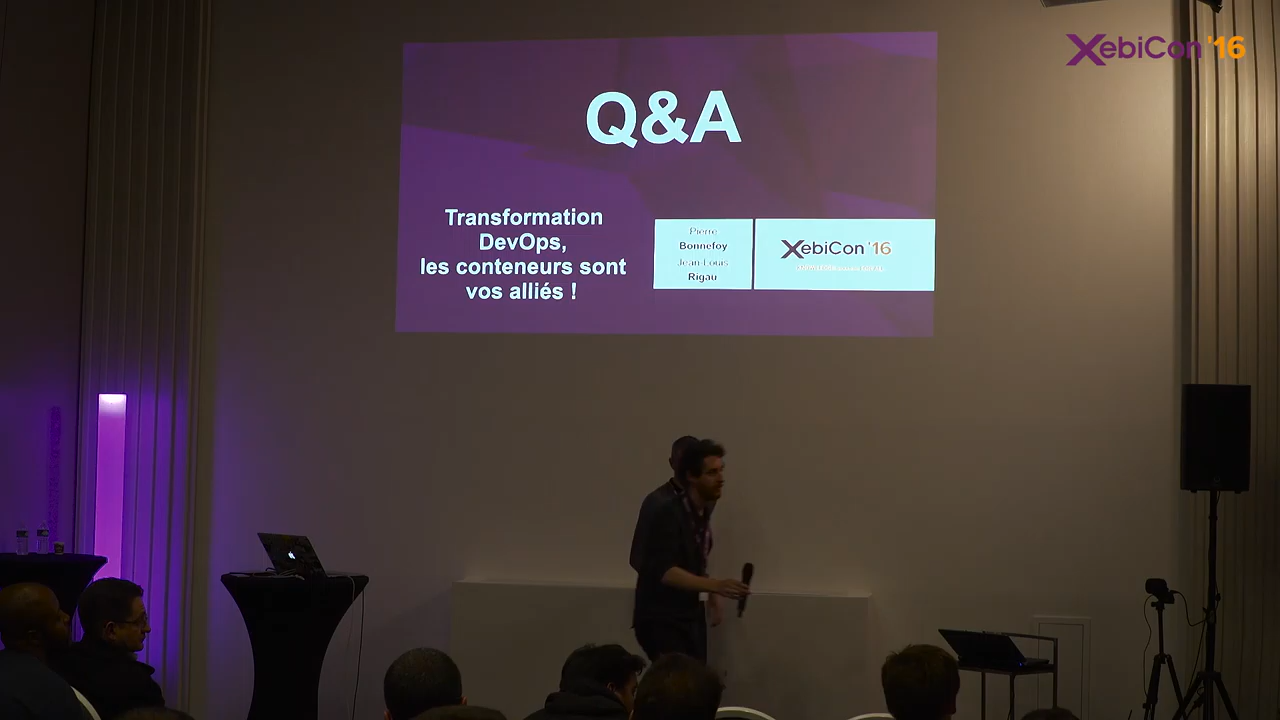 XebiCon '16
Q&A
Transformation
DevOps,
les conteneurs sont
vos alliés !
Pierre
Bonnefoy
Jean-Louis
Rigau
XebiCon '16